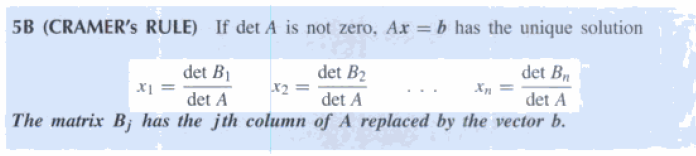 5B (CRAMER's RULE) If det A is not zero, Ax = b has the unique solution
x₁ = det B₁ / det A    x₂ = det B₂ / det A    . . .    xₙ = det Bₙ / det A
The matrix Bⱼ has the jth column of A replaced by the vector b.